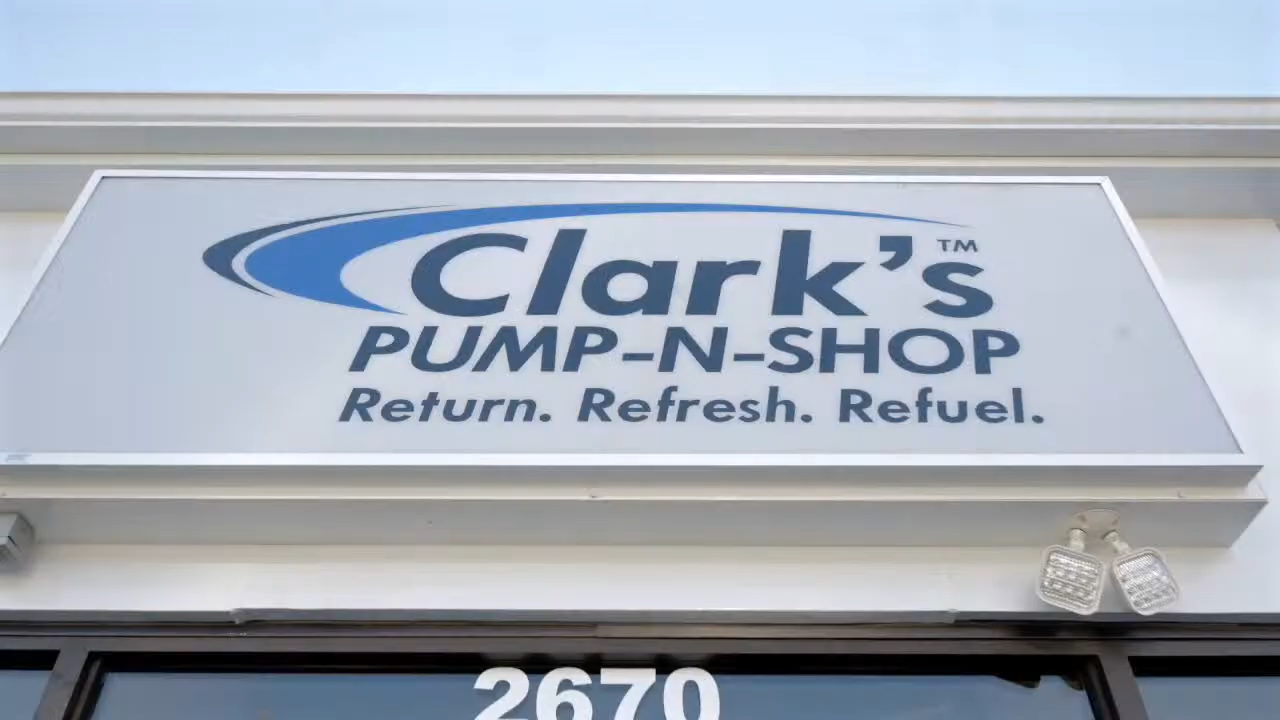 Clark's™
PUMP-N-SHOP
Return. Refresh. Refuel.
2670